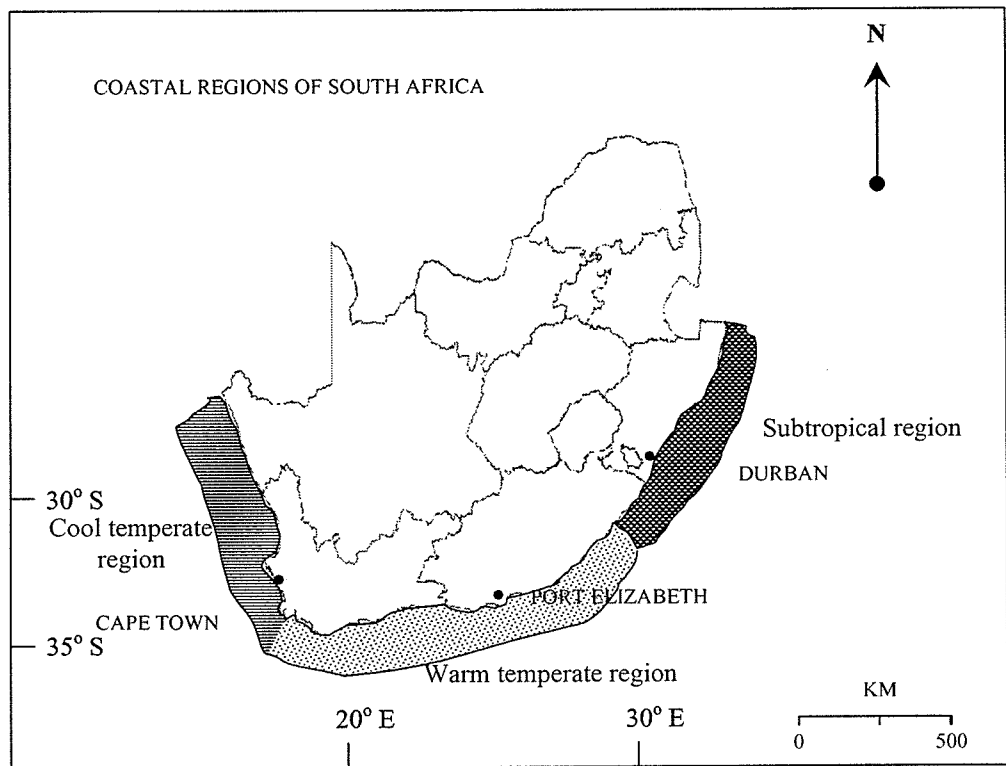 N
COASTAL REGIONS OF SOUTH AFRICA
Subtropical region
DURBAN
30° S
Cool temperate
region
PORT ELIZABETH
CAPE TOWN
35° S
Warm temperate region
KM
20° E
30° E
0 500